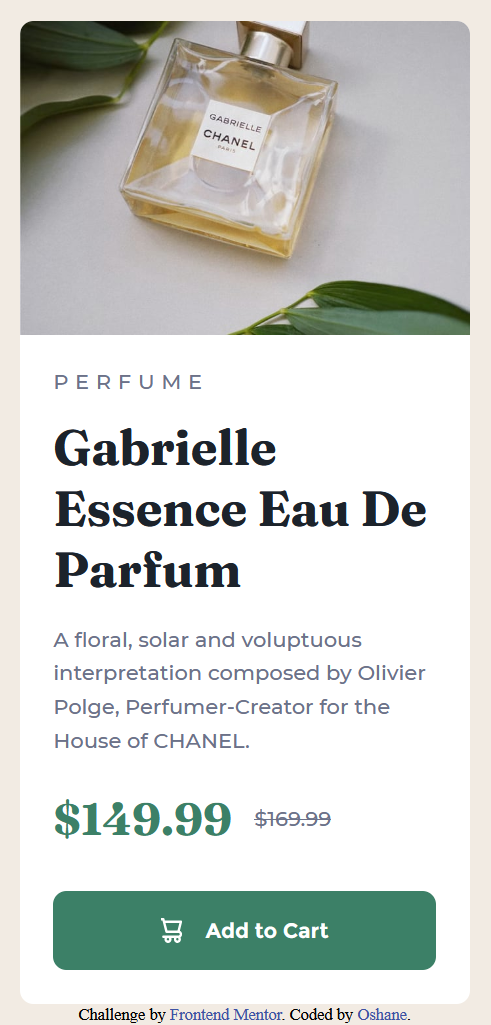 GABRIELLE
CHANEL
PARIS
PERFUME
Gabrielle
Essence Eau De
Parfum
A floral, solar and voluptuous
interpretation composed by Olivier
Polge, Perfumer-Creator for the
House of CHANEL.
$149.99 $169.99
Add to Cart
Challenge by Frontend Mentor. Coded by Oshane.